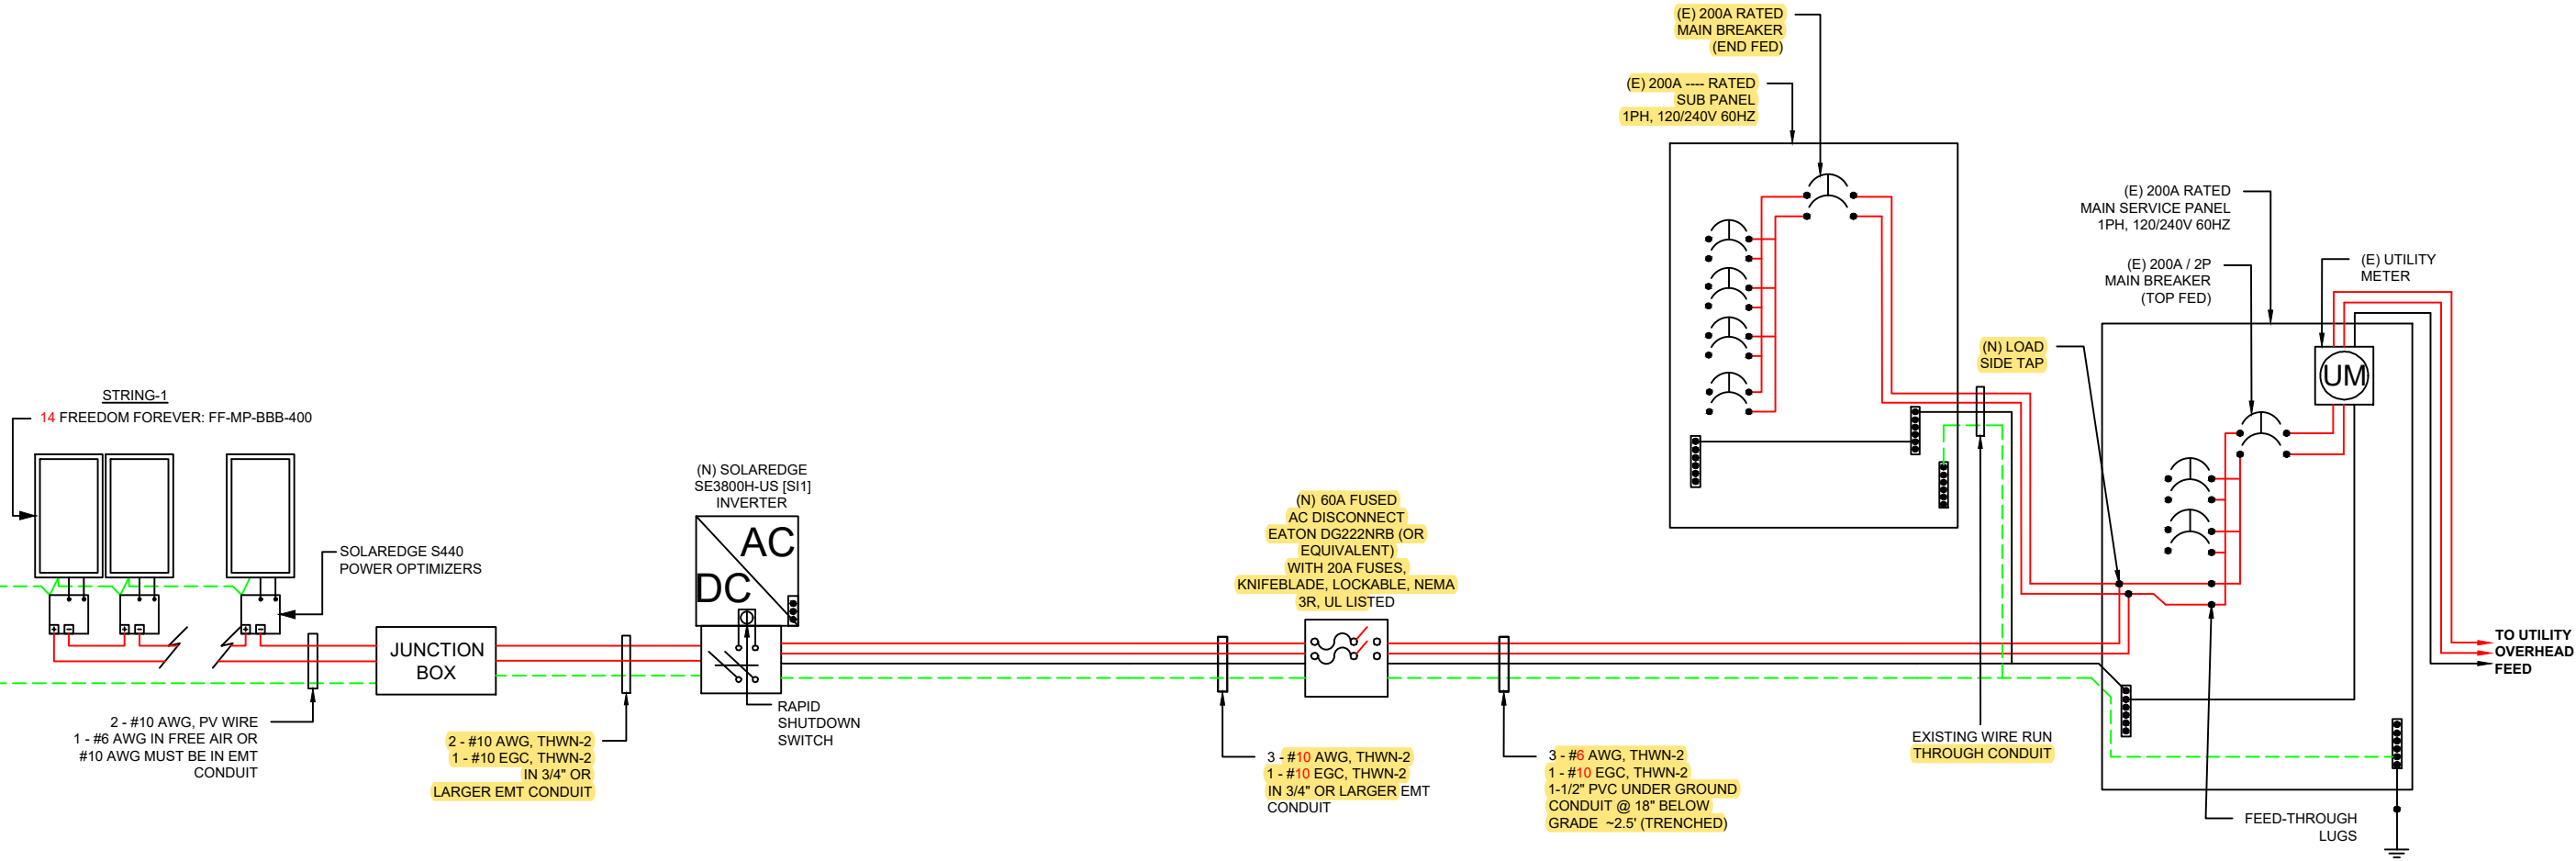 (E) 200A RATED
MAIN BREAKER
(END FED)
(E) 200A ---- RATED
SUB PANEL
1PH, 120/240V 60HZ
(E) 200A RATED
MAIN SERVICE PANEL
1PH, 120/240V 60HZ
(E) 200A / 2P
MAIN BREAKER
(TOP FED)
(E) UTILITY
METER
(N) LOAD
SIDE TAP
UM
STRING-1
14 FREEDOM FOREVER: FF-MP-BBB-400
(N) SOLAREDGE
SE3800H-US [SI1]
INVERTER
AC
DC
(N) 60A FUSED
AC DISCONNECT
EATON DG222NRB (OR
EQUIVALENT)
WITH 20A FUSES,
KNIFEBLADE, LOCKABLE, NEMA
3R, UL LISTED
SOLAREDGE S440
POWER OPTIMIZERS
+ - + - + -
JUNCTION
BOX
TO UTILITY
OVERHEAD
FEED
2 - #10 AWG, PV WIRE
1 - #6 AWG IN FREE AIR OR
#10 AWG MUST BE IN EMT
CONDUIT
2 - #10 AWG, THWN-2
1 - #10 EGC, THWN-2
IN 3/4" OR
LARGER EMT CONDUIT
RAPID
SHUTDOWN
SWITCH
3 - #10 AWG, THWN-2
1 - #10 EGC, THWN-2
IN 3/4" OR LARGER EMT
CONDUIT
3 - #6 AWG, THWN-2
1 - #10 EGC, THWN-2
1-1/2" PVC UNDER GROUND
CONDUIT @ 18" BELOW
GRADE ~2.5' (TRENCHED)
EXISTING WIRE RUN
THROUGH CONDUIT
FEED-THROUGH
LUGS